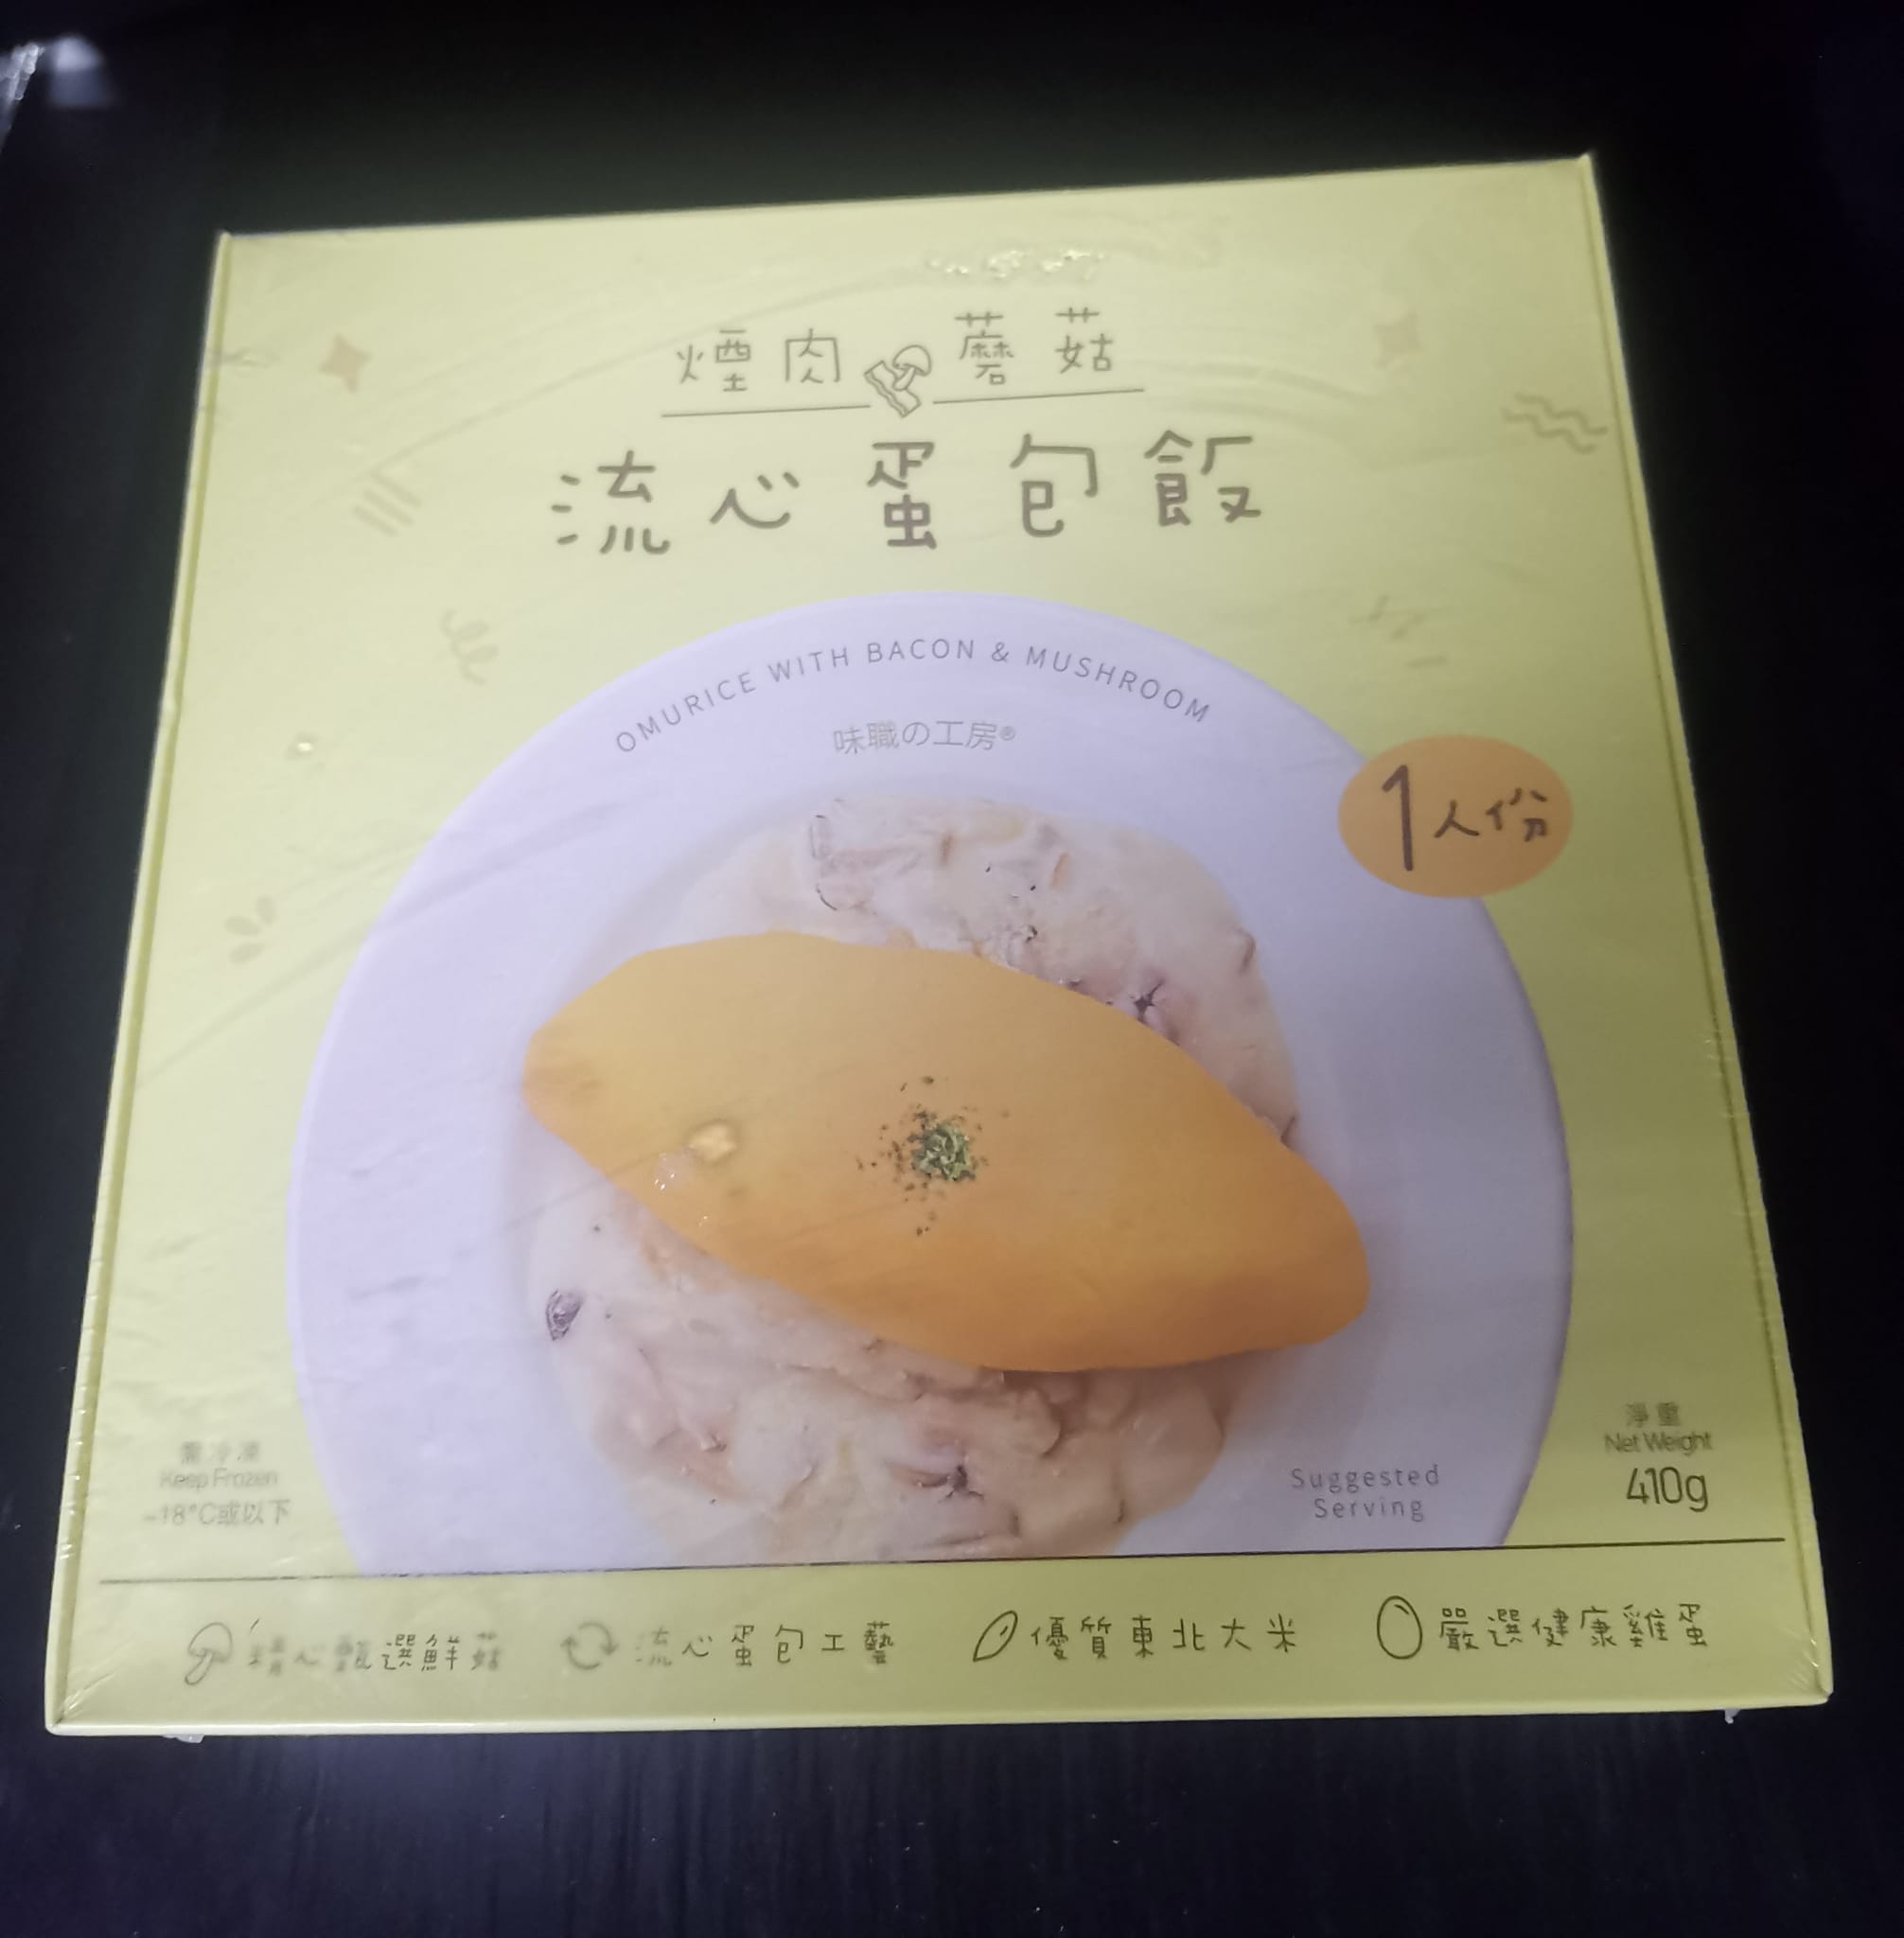 煙肉 蘑菇
流心蛋包飯
OMURICE WITH BACON & MUSHROOM
味職の工房®
1人份
需冷凍
Keep Frozen
-18°C或以下
Suggested
Serving
淨重
Net Weight
410g
精心甄選鮮菇
流心蛋包工藝
優質東北大米
嚴選健康雞蛋